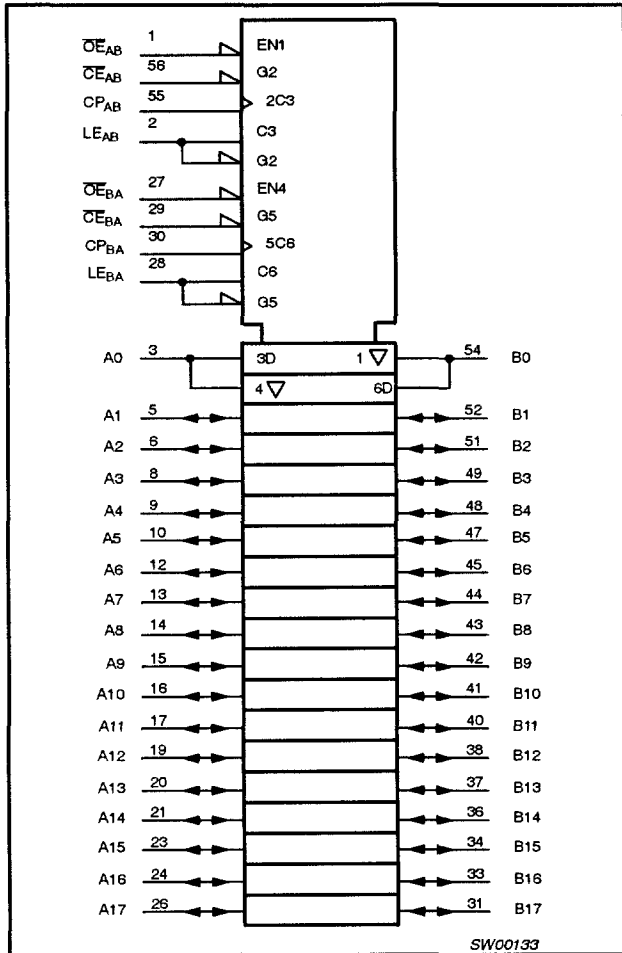 O̅E̅AB 1 EN1
C̅E̅AB 56 G2
CPAB 55 2C3
LEAB 2 C3
G2
O̅E̅BA 27 EN4
C̅E̅BA 29 G5
CPBA 30 5C6
LEBA 28 C6
G5
A0 3 3D 1 ▽ 54 B0
4 ▽ 6D
A1 5 52 B1
A2 6 51 B2
A3 8 49 B3
A4 9 48 B4
A5 10 47 B5
A6 12 45 B6
A7 13 44 B7
A8 14 43 B8
A9 15 42 B9
A10 16 41 B10
A11 17 40 B11
A12 19 38 B12
A13 20 37 B13
A14 21 36 B14
A15 23 34 B15
A16 24 33 B16
A17 26 31 B17
SW00133